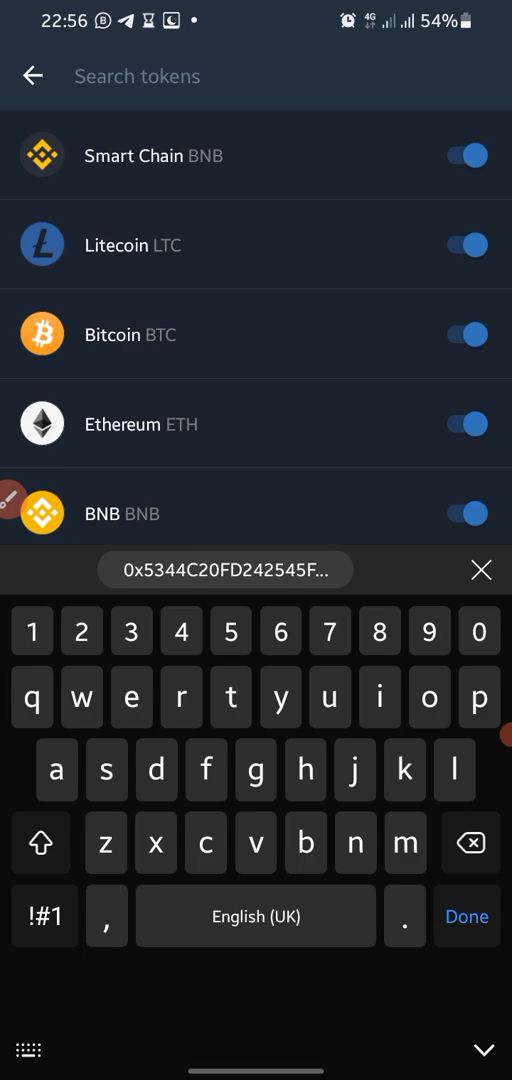 22:56 4G 54%
Search tokens
Smart Chain BNB
Litecoin LTC
Bitcoin BTC
Ethereum ETH
BNB BNB
0x5344C20FD242545F...
1 2 3 4 5 6 7 8 9 0
q w e r t y u i o p
a s d f g h j k l
z x c v b n m
!#1 , English (UK) . Done